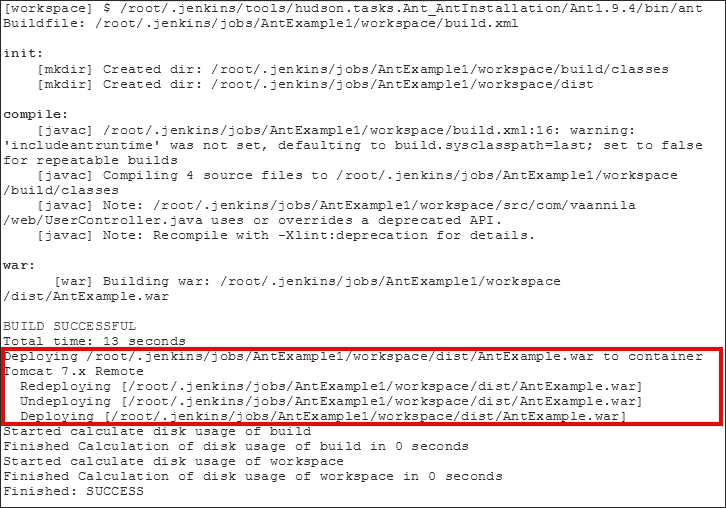 [workspace] $ /root/.jenkins/tools/hudson.tasks.Ant_AntInstallation/Ant1.9.4/bin/ant
Buildfile: /root/.jenkins/jobs/AntExample1/workspace/build.xml
init:
[mkdir] Created dir: /root/.jenkins/jobs/AntExample1/workspace/build/classes
[mkdir] Created dir: /root/.jenkins/jobs/AntExample1/workspace/dist
compile:
[javac] /root/.jenkins/jobs/AntExample1/workspace/build.xml:16: warning:
'includeantruntime' was not set, defaulting to build.sysclasspath=last; set to false
for repeatable builds
[javac] Compiling 4 source files to /root/.jenkins/jobs/AntExample1/workspace
/build/classes
[javac] Note: /root/.jenkins/jobs/AntExample1/workspace/src/com/vaannila
/web/UserController.java uses or overrides a deprecated API.
[javac] Note: Recompile with -Xlint:deprecation for details.
war:
[war] Building war: /root/.jenkins/jobs/AntExample1/workspace
/dist/AntExample.war
BUILD SUCCESSFUL
Total time: 13 seconds
Deploying /root/.jenkins/jobs/AntExample1/workspace/dist/AntExample.war to container
Tomcat 7.x Remote
Redeploying [/root/.jenkins/jobs/AntExample1/workspace/dist/AntExample.war]
Undeploying [/root/.jenkins/jobs/AntExample1/workspace/dist/AntExample.war]
Deploying [/root/.jenkins/jobs/AntExample1/workspace/dist/AntExample.war]
Started calculate disk usage of build
Finished Calculation of disk usage of build in 0 seconds
Started calculate disk usage of workspace
Finished Calculation of disk usage of workspace in 0 seconds
Finished: SUCCESS